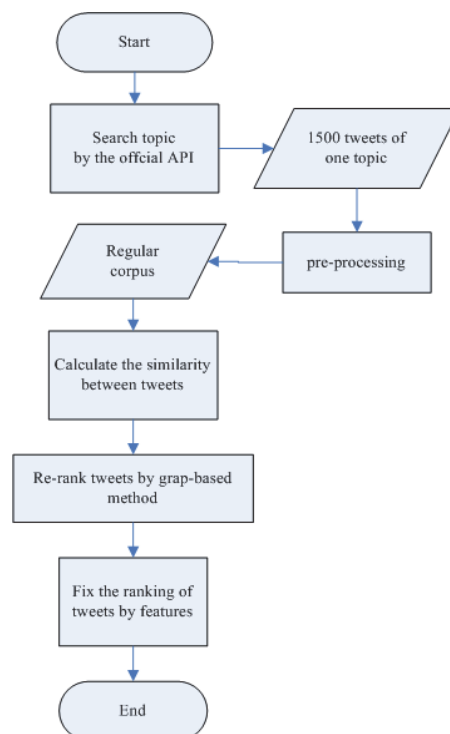 Start
Search topic
by the offcial API
1500 tweets of
one topic
Regular
corpus
pre-processing
Calculate the similarity
between tweets
Re-rank tweets by grap-based
method
Fix the ranking of
tweets by features
End